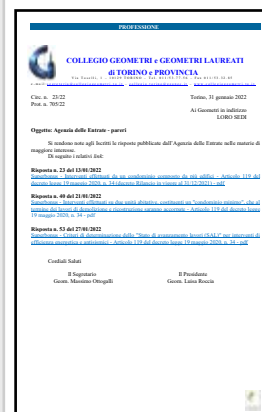 PROFESSIONE
COLLEGIO GEOMETRI e GEOMETRI LAUREATI
di TORINO e PROVINCIA
Circ. n. 23/22 Torino, 31 gennaio 2022
Prot. n. 705/22
Ai Geometri in indirizzo
LORO SEDI
Oggetto: Agenzia delle Entrate - pareri
Si rendono note agli Iscritti le risposte pubblicate dall'Agenzia delle Entrate nelle materie di
maggiore interesse.
Di seguito i relativi link:
Risposta n. 23 del 13/01/2022
Superbonus - Interventi effettuati da un condominio composto da più edifici - Articolo 119 del
decreto legge 19 maggio 2020, n. 34 (decreto Rilancio in vigore al 31/12/2021) - pdf
Risposta n. 40 del 21/01/2022
Superbonus - Interventi effettuati su due unità abitative, costituenti un "condominio minimo", che al
termine dei lavori di demolizione e ricostruzione saranno accorpate - Articolo 119 del decreto legge
19 maggio 2020, n. 34 - pdf
Risposta n. 53 del 27/01/2022
Superbonus - Criteri di determinazione dello "Stato di avanzamento lavori (SAL)" per interventi di
efficienza energetica e antisismici - Articolo 119 del decreto legge 19 maggio 2020, n. 34 - pdf
Cordiali Saluti
Il Segretario Il Presidente
Geom. Massimo Ottogalli Geom. Luisa Roccia